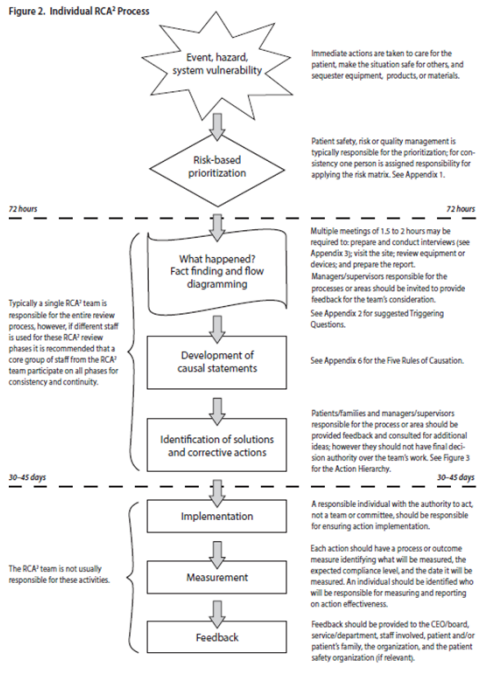 Figure 2. Individual RCA² Process
Event, hazard,
system vulnerability
Immediate actions are taken to care for the
patient, make the situation safe for others, and
sequester equipment, products, or materials.
Risk-based
prioritization
Patient safety, risk or quality management is
typically responsible for the prioritization; for con-
sistency one person is assigned responsibility for
applying the risk matrix. See Appendix 1.
72 hours
72 hours
What happened?
Fact finding and flow
diagramming
Multiple meetings of 1.5 to 2 hours may be
required to: prepare and conduct interviews (see
Appendix 3); visit the site; review equipment or
devices; and prepare the report.
Managers/supervisors responsible for the
processes or areas should be invited to provide
feedback for the team's consideration.
See Appendix 2 for suggested Triggering
Questions.
Typically a single RCA² team is
responsible for the entire review
process, however, if different staff
is used for these RCA² review
phases it is recommended that a
core group of staff from the RCA²
team participate on all phases for
consistency and continuity.
Development of
causal statements
See Appendix 6 for the Five Rules of Causation.
Identification of solutions
and corrective actions
Patients/families and managers/supervisors
responsible for the process or area should be
provided feedback and consulted for additional
ideas; however they should not have final deci-
sion authority over the team's work. See Figure 3
for the Action Hierarchy.
30–45 days
30–45 days
Implementation
A responsible individual with the authority to act,
not a team or committee, should be responsible
for ensuring action implementation.
The RCA² team is not usually
responsible for these activities.
Measurement
Each action should have a process or outcome
measure identifying what will be measured, the
expected compliance level, and the date it will be
measured. An individual should be identified who
will be responsible for measuring and reporting
on action effectiveness.
Feedback
Feedback should be provided to the CEO/board,
service/department, staff involved, patient and/or
patient's family, the organization, and the patient
safety organization (if relevant).